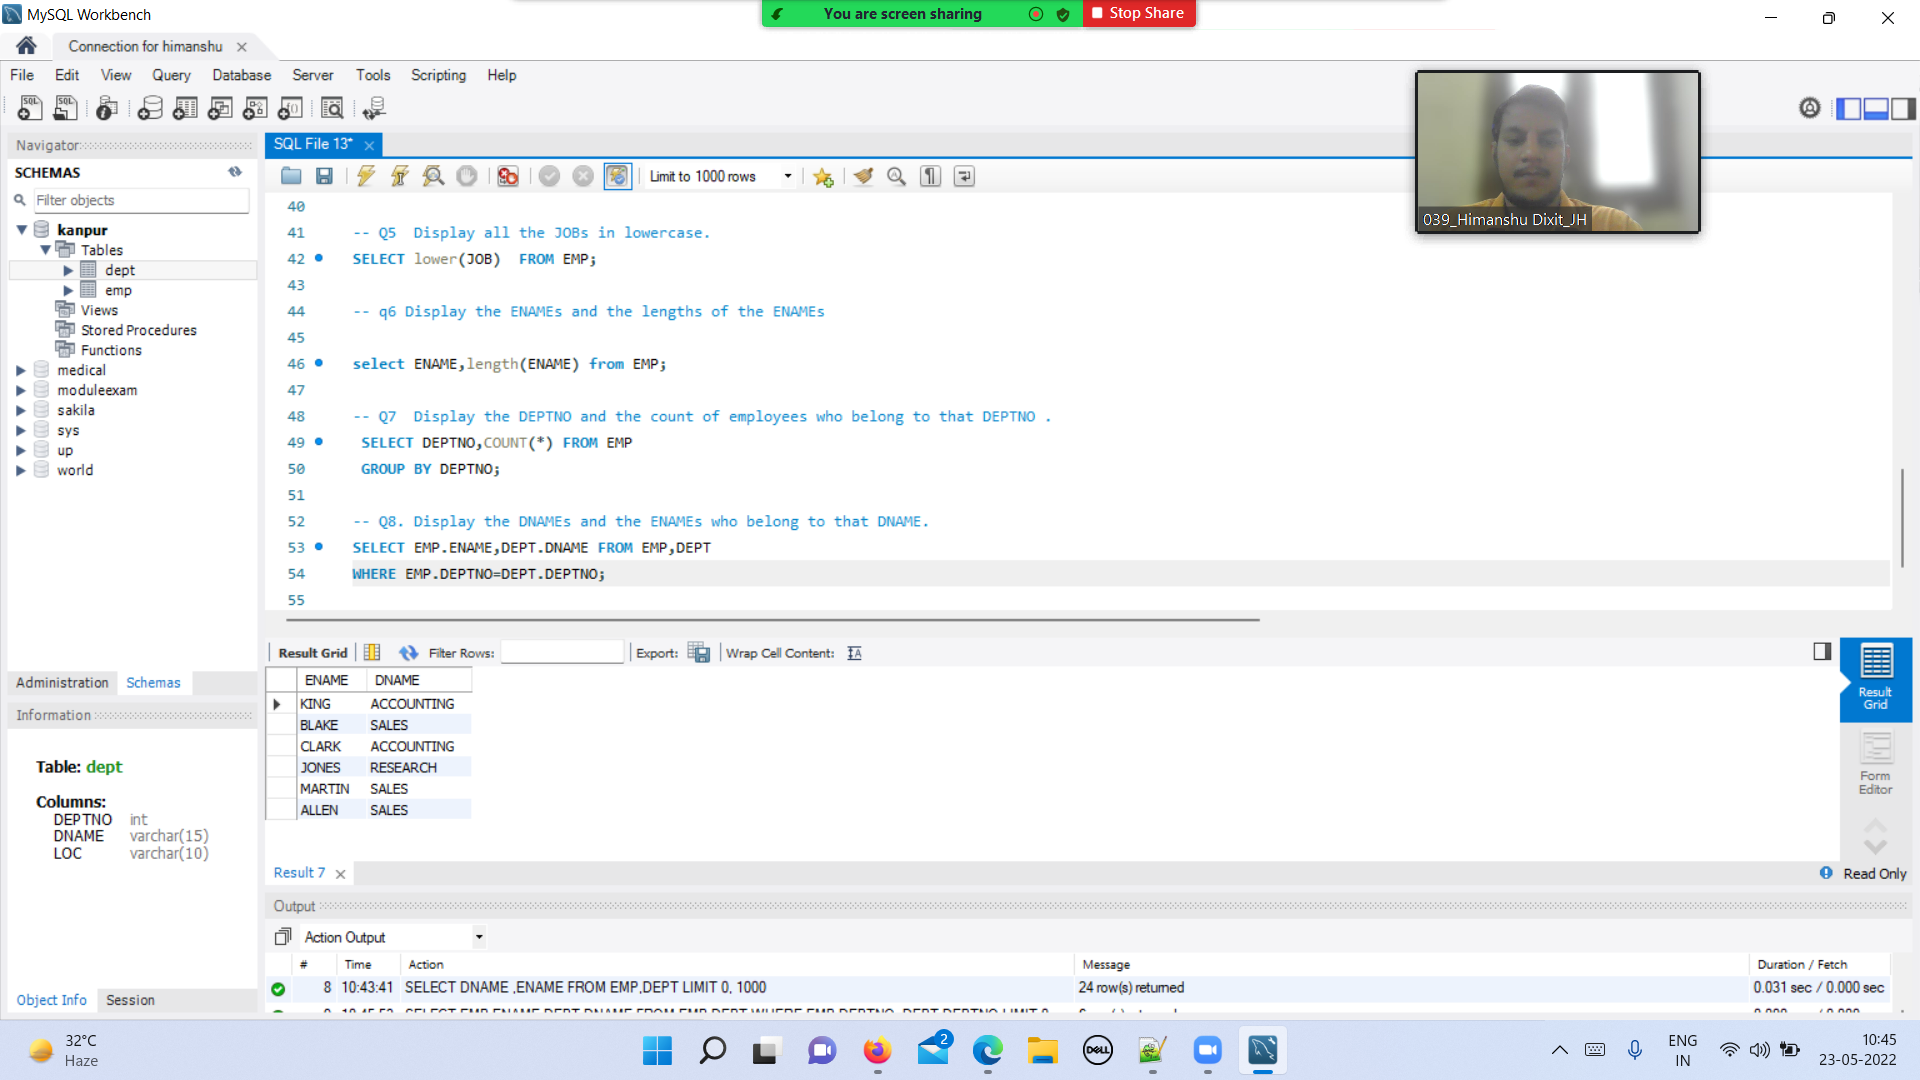 MySQL Workbench
You are screen sharing
Stop Share
Connection for himanshu
File Edit View Query Database Server Tools Scripting Help
Navigator
SCHEMAS
Filter objects
kanpur
Tables
dept
emp
Views
Stored Procedures
Functions
medical
moduleexam
sakila
sys
up
world
Administration Schemas
Information
Table: dept
Columns:
DEPTNO int
DNAME varchar(15)
LOC varchar(10)
Object Info Session
SQL File 13*
Limit to 1000 rows
039_Himanshu Dixit_JH
40
41 -- Q5 Display all the JOBs in lowercase.
42 SELECT lower(JOB) FROM EMP;
43
44 -- q6 Display the ENAMEs and the lengths of the ENAMEs
45
46 select ENAME,length(ENAME) from EMP;
47
48 -- Q7 Display the DEPTNO and the count of employees who belong to that DEPTNO .
49 SELECT DEPTNO,COUNT(*) FROM EMP
50 GROUP BY DEPTNO;
51
52 -- Q8. Display the DNAMEs and the ENAMEs who belong to that DNAME.
53 SELECT EMP.ENAME,DEPT.DNAME FROM EMP,DEPT
54 WHERE EMP.DEPTNO=DEPT.DEPTNO;
55
Result Grid Filter Rows: Export: Wrap Cell Content:
ENAME DNAME
KING ACCOUNTING
BLAKE SALES
CLARK ACCOUNTING
JONES RESEARCH
MARTIN SALES
ALLEN SALES
Result Grid
Form Editor
Result 7
Read Only
Output
Action Output
# Time Action Message Duration / Fetch
8 10:43:41 SELECT DNAME ,ENAME FROM EMP,DEPT LIMIT 0, 1000 24 row(s) returned 0.031 sec / 0.000 sec
32°C
Haze
2
DELL
ENG
IN
10:45
23-05-2022